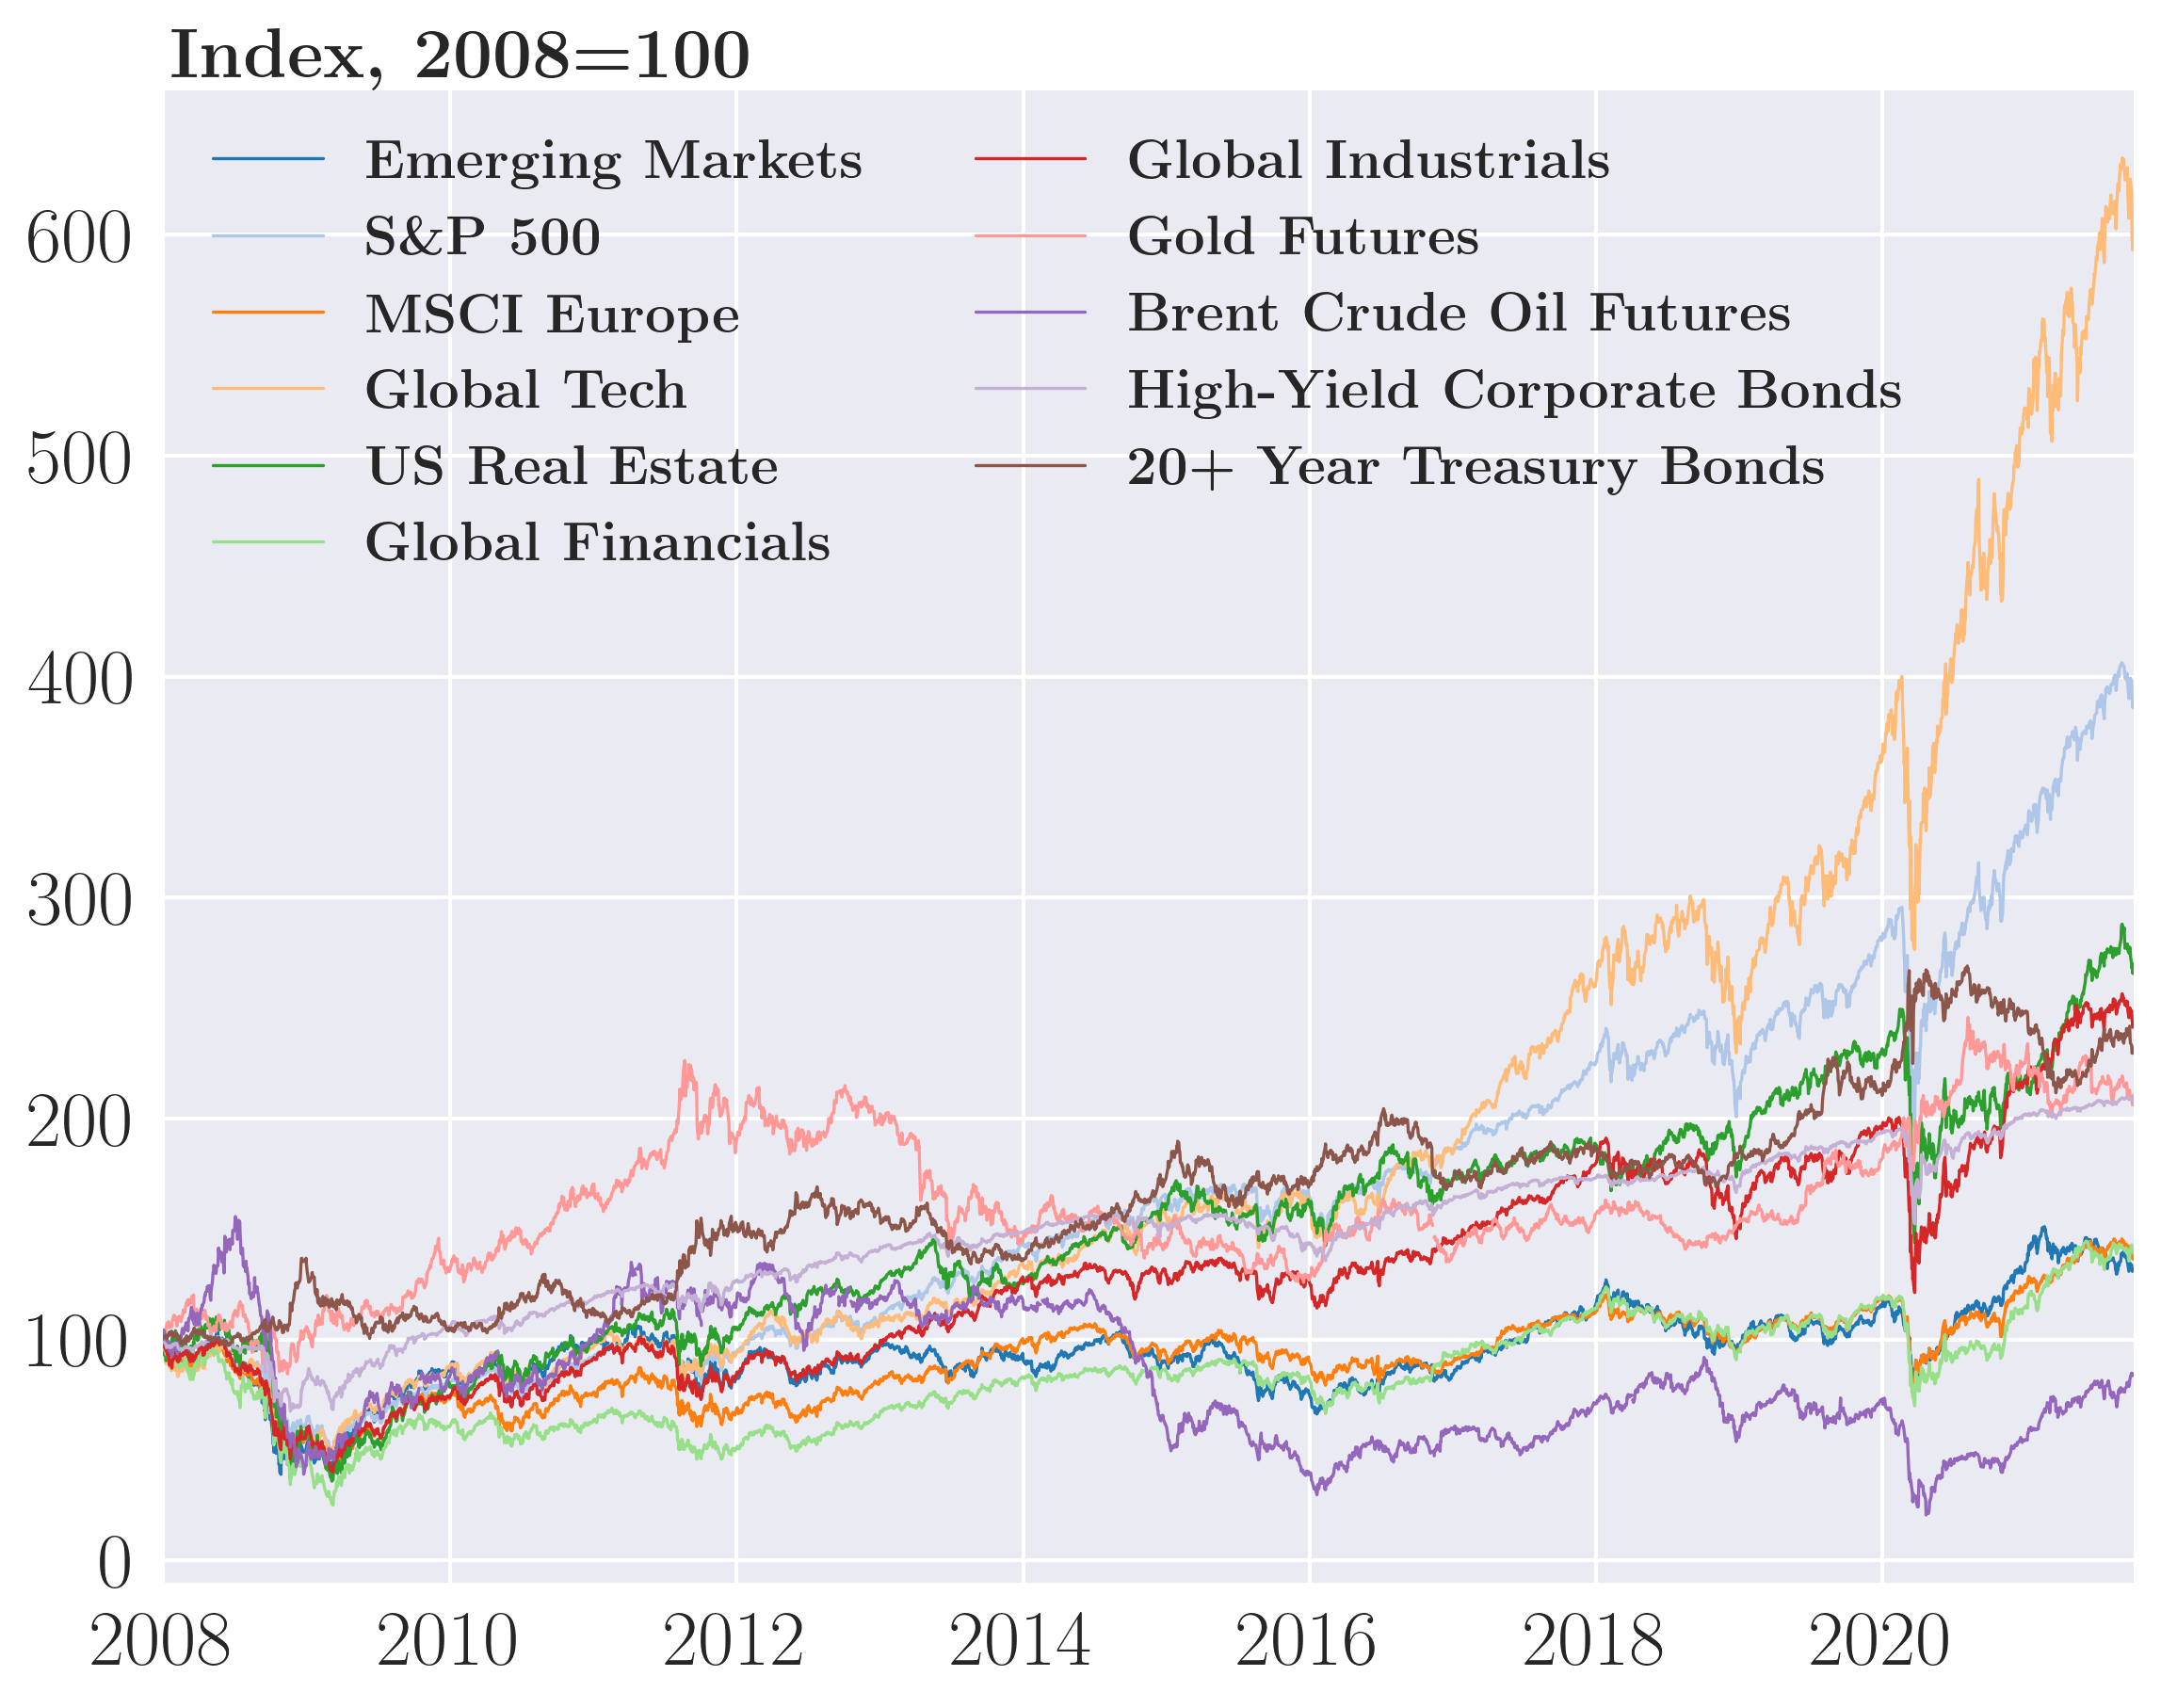 Index, 2008=100
Emerging Markets
S&P 500
MSCI Europe
Global Tech
US Real Estate
Global Financials
Global Industrials
Gold Futures
Brent Crude Oil Futures
High-Yield Corporate Bonds
20+ Year Treasury Bonds
600
500
400
300
200
100
0
2008 2010 2012 2014 2016 2018 2020